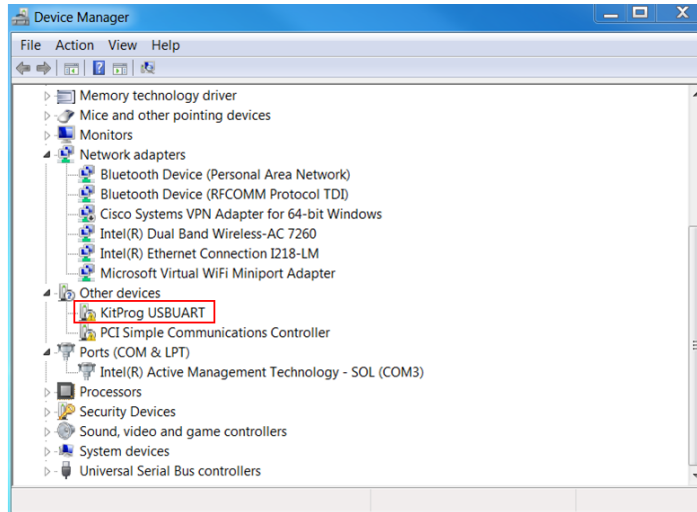 Device Manager
File Action View Help
Memory technology driver
Mice and other pointing devices
Monitors
Network adapters
Bluetooth Device (Personal Area Network)
Bluetooth Device (RFCOMM Protocol TDI)
Cisco Systems VPN Adapter for 64-bit Windows
Intel(R) Dual Band Wireless-AC 7260
Intel(R) Ethernet Connection I218-LM
Microsoft Virtual WiFi Miniport Adapter
Other devices
KitProg USBUART
PCI Simple Communications Controller
Ports (COM & LPT)
Intel(R) Active Management Technology - SOL (COM3)
Processors
Security Devices
Sound, video and game controllers
System devices
Universal Serial Bus controllers